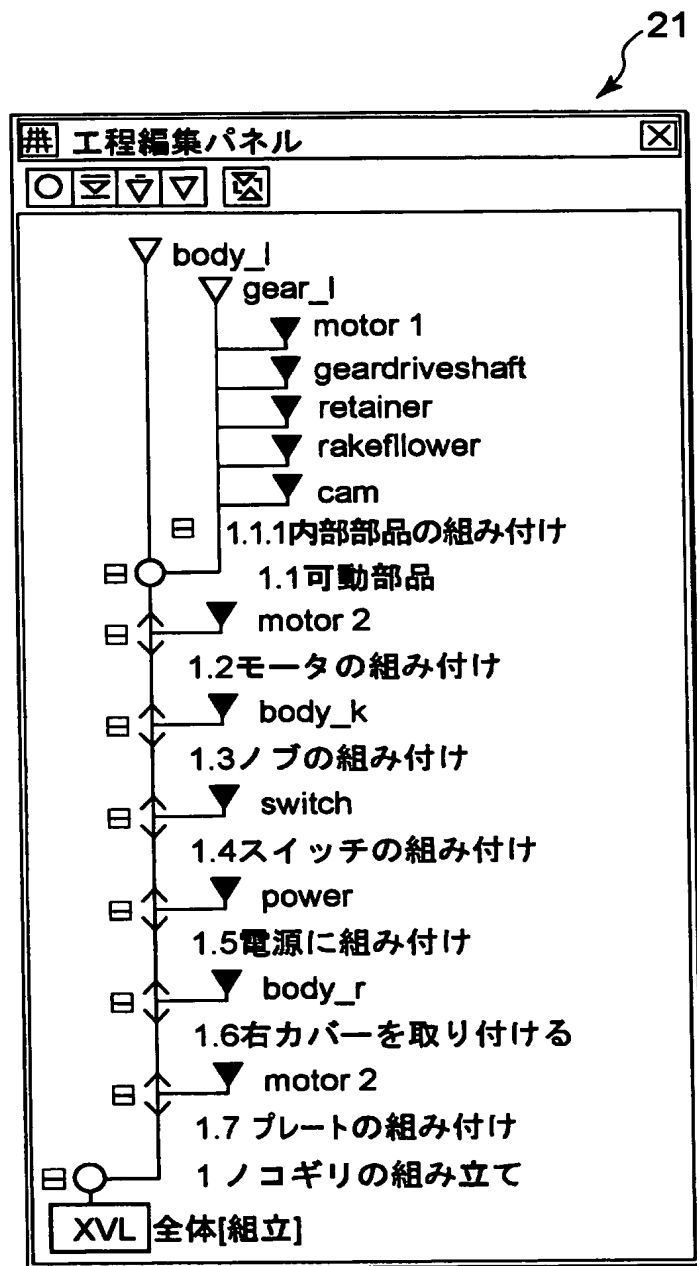 21
工程編集パネル
body_l
gear_l
motor 1
geardriveshaft
retainer
rakefllower
cam
1.1.1内部部品の組み付け
1.1可動部品
motor 2
1.2モータの組み付け
body_k
1.3ノブの組み付け
switch
1.4スイッチの組み付け
power
1.5電源に組み付け
body_r
1.6右カバーを取り付ける
motor 2
1.7 プレートの組み付け
1 ノコギリの組み立て
XVL 全体[組立]